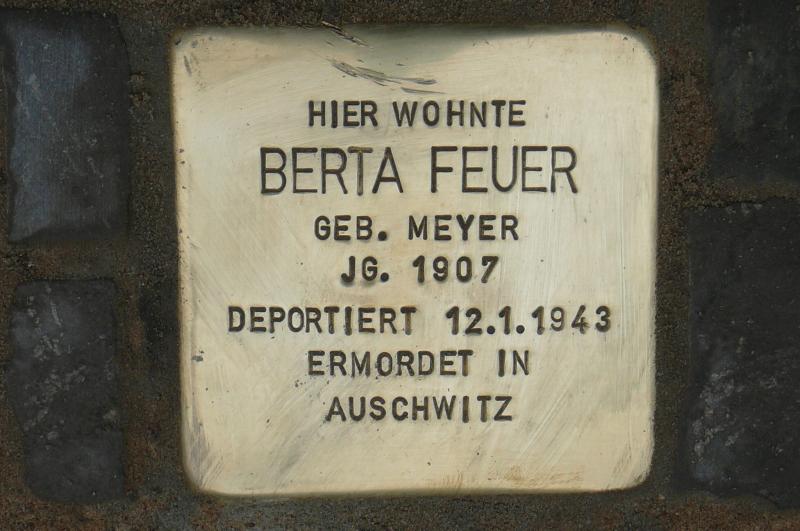 HIER WOHNTE
BERTA FEUER
GEB. MEYER
JG. 1907
DEPORTIERT 12.1.1943
ERMORDET IN
AUSCHWITZ